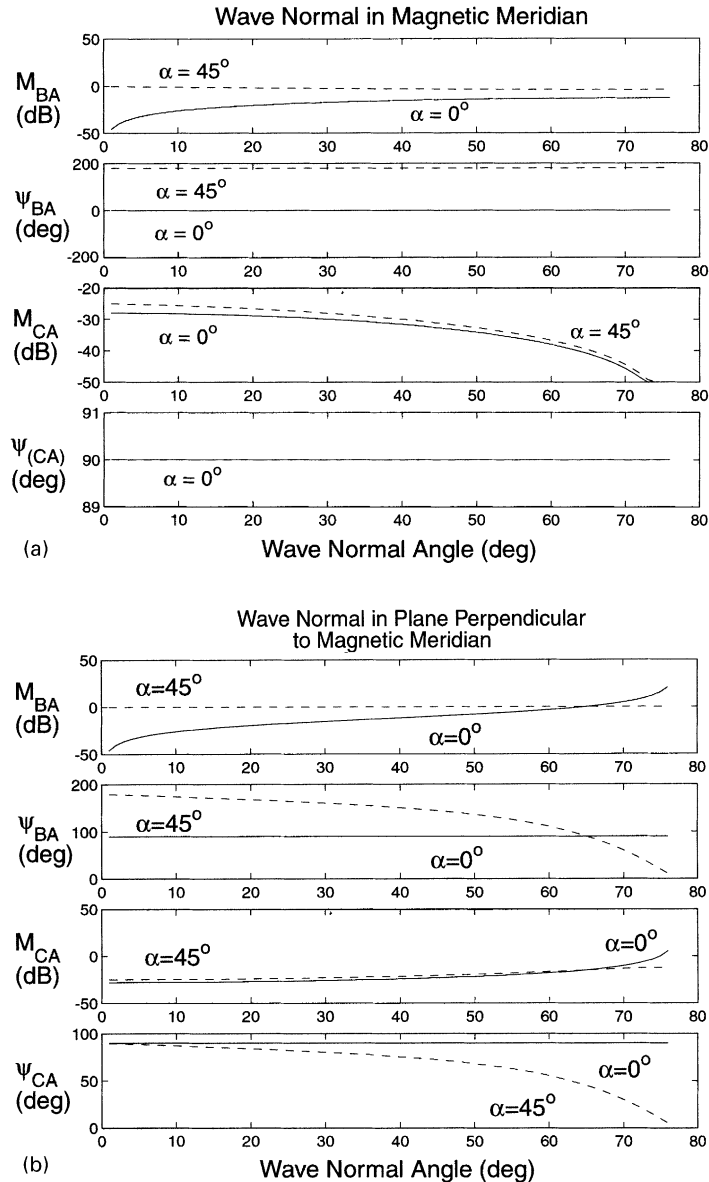 Wave Normal in Magnetic Meridian
M_BA
(dB)
50
0
-50
α = 45°
α = 0°
0 10 20 30 40 50 60 70 80
Ψ_BA
(deg)
200
0
-200
α = 45°
α = 0°
0 10 20 30 40 50 60 70 80
M_CA
(dB)
-20
-30
-40
-50
α = 0°
α = 45°
0 10 20 30 40 50 60 70 80
Ψ_(CA)
(deg)
91
90
89
α = 0°
0 10 20 30 40 50 60 70 80
(a)
Wave Normal Angle (deg)
Wave Normal in Plane Perpendicular
to Magnetic Meridian
M_BA
(dB)
50
0
-50
α=45°
α=0°
0 10 20 30 40 50 60 70 80
Ψ_BA
(deg)
200
100
0
α=45°
α=0°
0 10 20 30 40 50 60 70 80
M_CA
(dB)
50
0
-50
α=45°
α=0°
0 10 20 30 40 50 60 70 80
Ψ_CA
(deg)
100
50
0
α=0°
α=45°
0 10 20 30 40 50 60 70 80
(b)
Wave Normal Angle (deg)